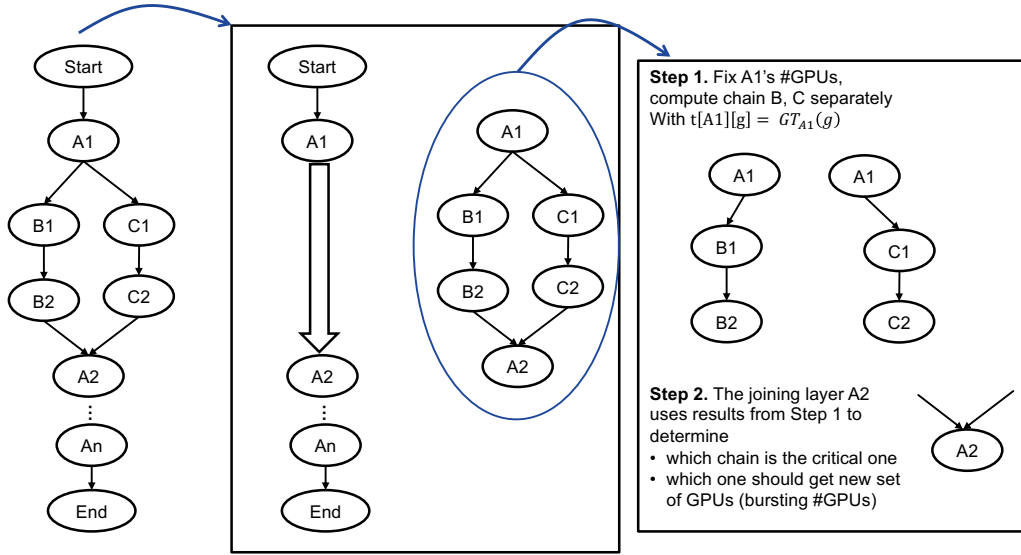 Start
A1
B1
C1
B2
C2
A2
An
End
Start
A1
A2
An
End
A1
B1
C1
B2
C2
A2
Step 1. Fix A1's #GPUs,
compute chain B, C separately
With t[A1][g] = GT_{A1}(g)
A1
A1
B1
C1
B2
C2
Step 2. The joining layer A2
uses results from Step 1 to
determine
• which chain is the critical one
• which one should get new set
of GPUs (bursting #GPUs)
A2